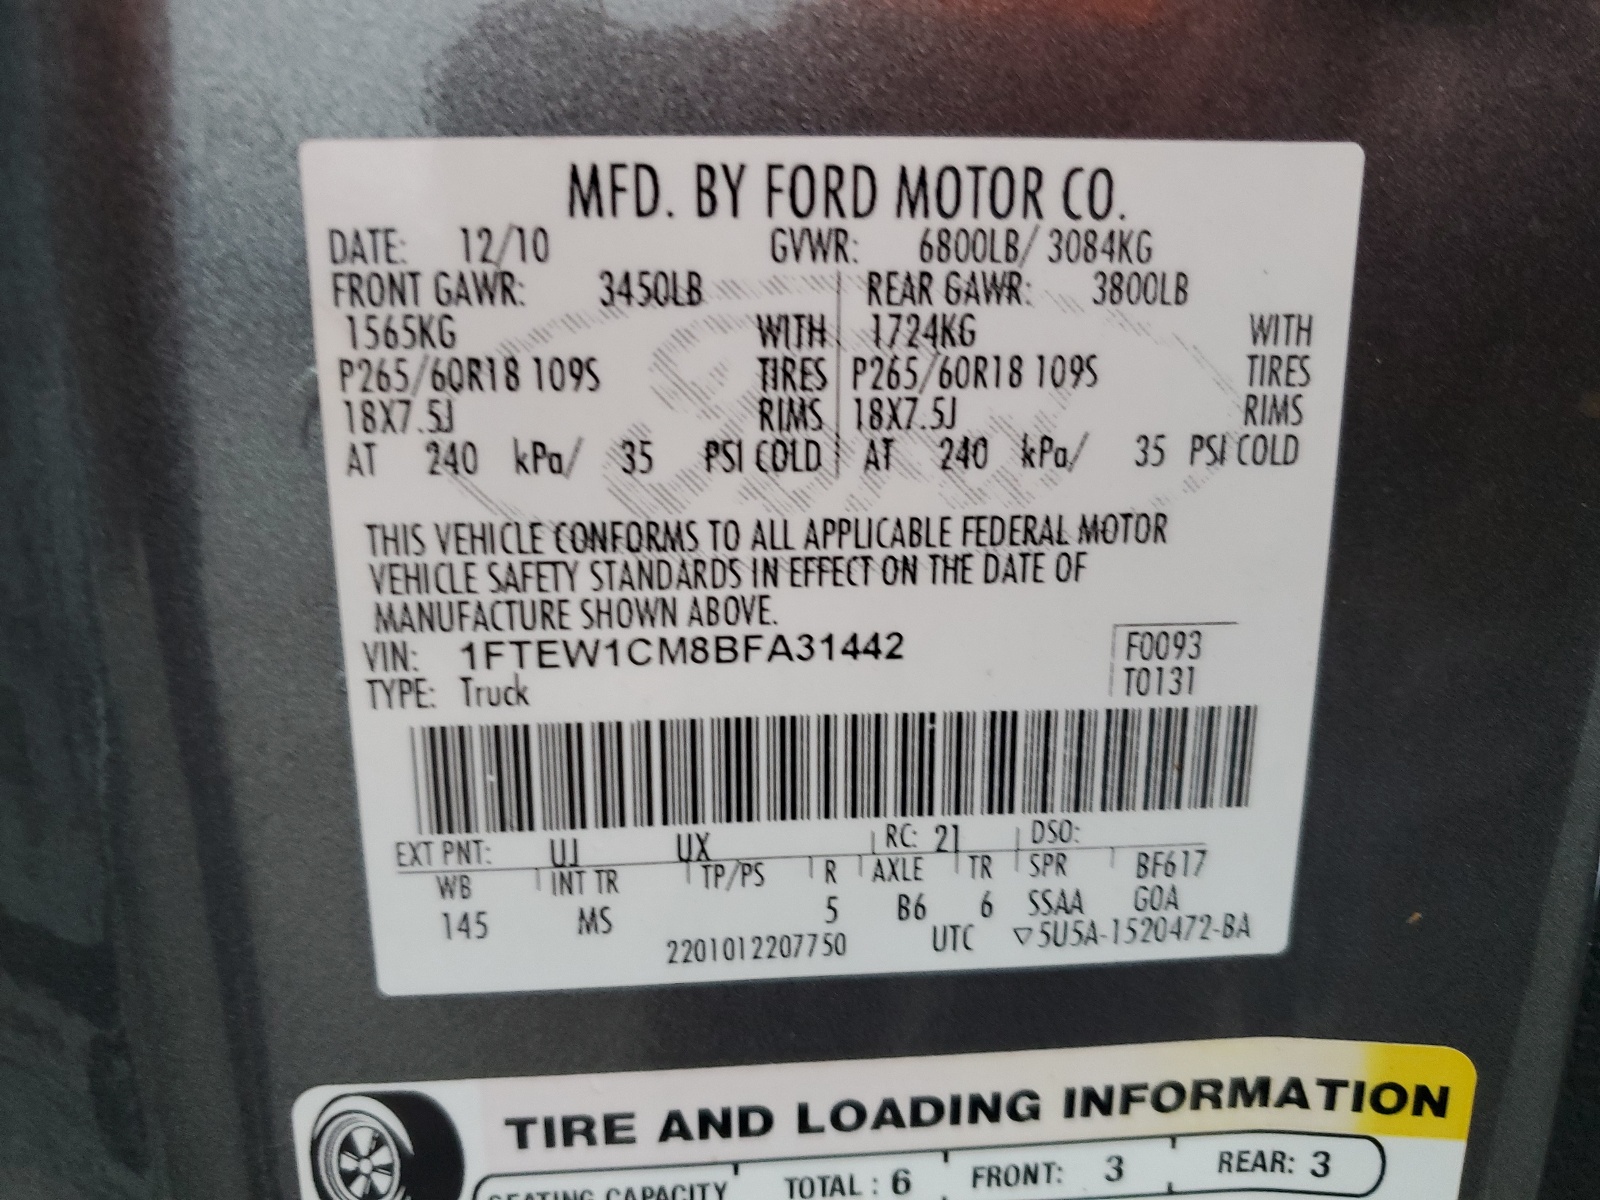 MFD. BY FORD MOTOR CO.
DATE: 12/10 GVWR: 6800LB/ 3084KG
FRONT GAWR: 3450LB REAR GAWR: 3800LB
1565KG WITH 1724KG WITH
P265/60R18 109S TIRES P265/60R18 109S TIRES
18X7.5J RIMS 18X7.5J RIMS
AT 240 kPa/ 35 PSI COLD AT 240 kPa/ 35 PSI COLD
THIS VEHICLE CONFORMS TO ALL APPLICABLE FEDERAL MOTOR
VEHICLE SAFETY STANDARDS IN EFFECT ON THE DATE OF
MANUFACTURE SHOWN ABOVE.
VIN: 1FTEW1CM8BFA31442 F0093
TYPE: Truck T0131
EXT PNT: UJ UX RC: 21 DSO:
WB INT TR TP/PS R AXLE TR SPR BF617
145 MS 5 B6 6 SSAA GOA
2201012207750 UTC ▽5U5A-1520472-BA
TIRE AND LOADING INFORMATION
SEATING CAPACITY TOTAL : 6 FRONT: 3 REAR: 3